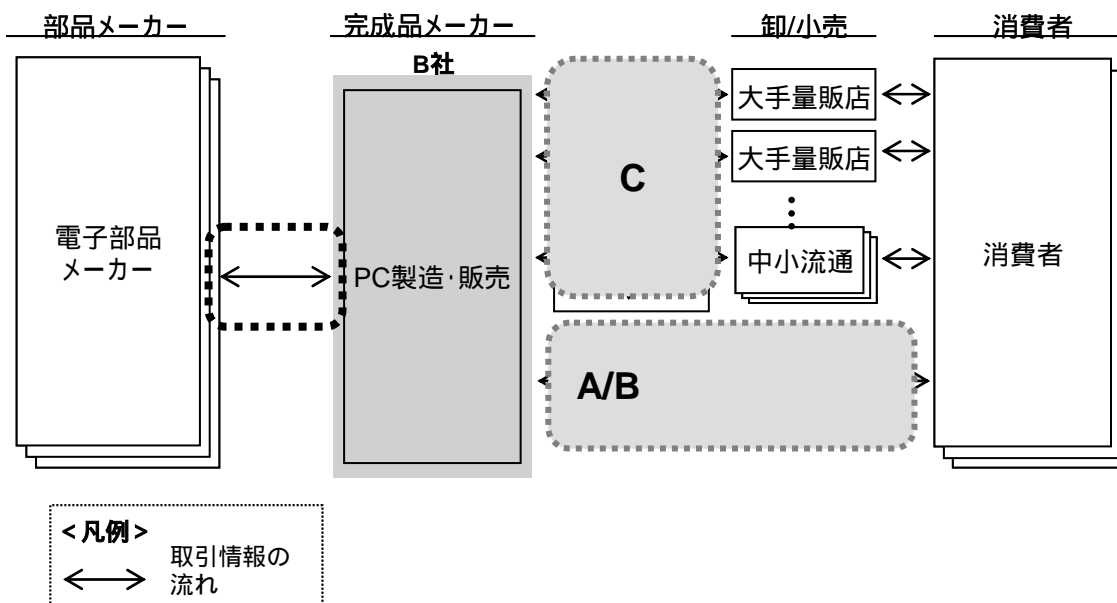 部品メーカー
完成品メーカー
卸/小売
消費者
B社
電子部品
メーカー
PC製造・販売
C
大手量販店
大手量販店
中小流通
消費者
A/B
<凡例>
取引情報の
流れ